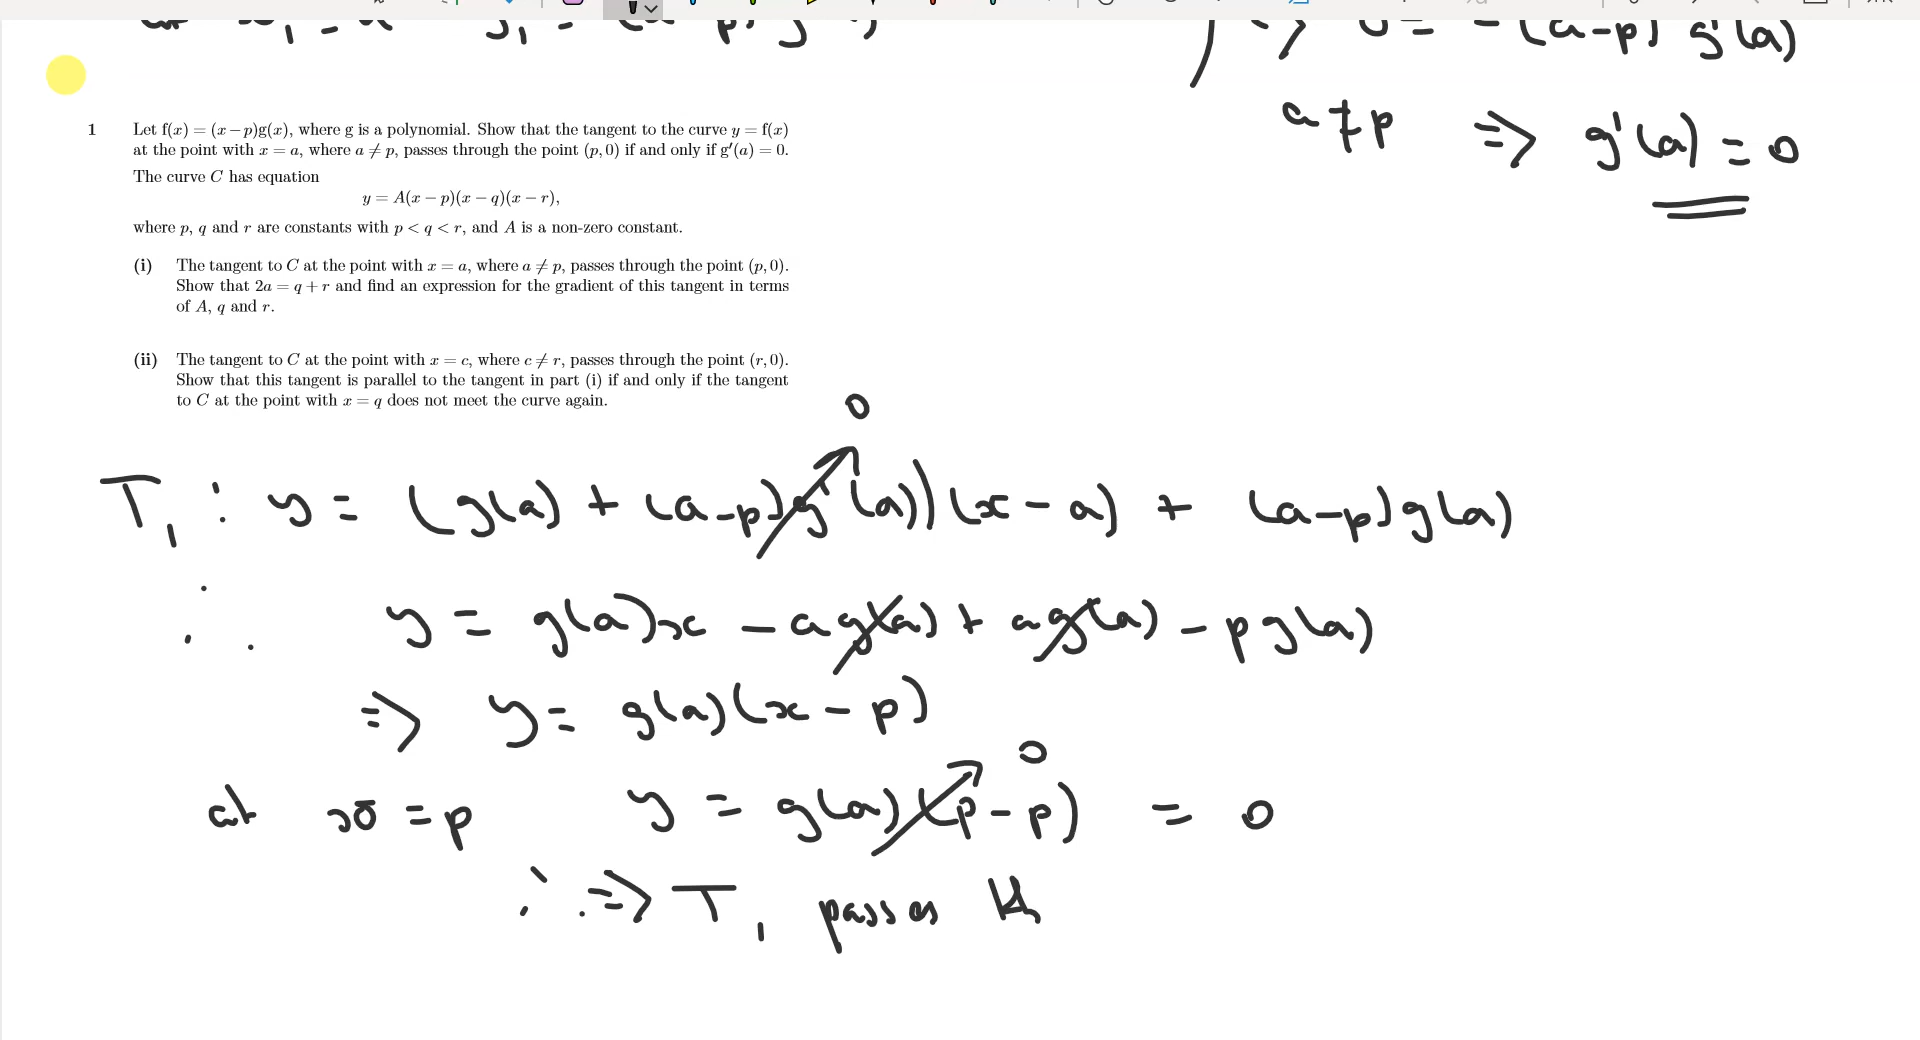 ⇒ 0 = -(a-p) g'(a)
a ≠ p ⇒ g'(a) = 0
1 Let f(x) = (x − p)g(x), where g is a polynomial. Show that the tangent to the curve y = f(x)
at the point with x = a, where a ≠ p, passes through the point (p, 0) if and only if g′(a) = 0.
The curve C has equation
y = A(x − p)(x − q)(x − r),
where p, q and r are constants with p < q < r, and A is a non-zero constant.
(i) The tangent to C at the point with x = a, where a ≠ p, passes through the point (p, 0).
Show that 2a = q + r and find an expression for the gradient of this tangent in terms
of A, q and r.
(ii) The tangent to C at the point with x = c, where c ≠ r, passes through the point (r, 0).
Show that this tangent is parallel to the tangent in part (i) if and only if the tangent
to C at the point with x = q does not meet the curve again.
0
T₁ : y = (g(a) + (a-p)g'(a))(x-a) + (a-p)g(a)
∴ y = g(a)x - ag(a) + ag(a) - pg(a)
⇒ y = g(a)(x-p)
0
at x = p y = g(a)(p-p) = 0
∴ ⇒ T₁ passes th